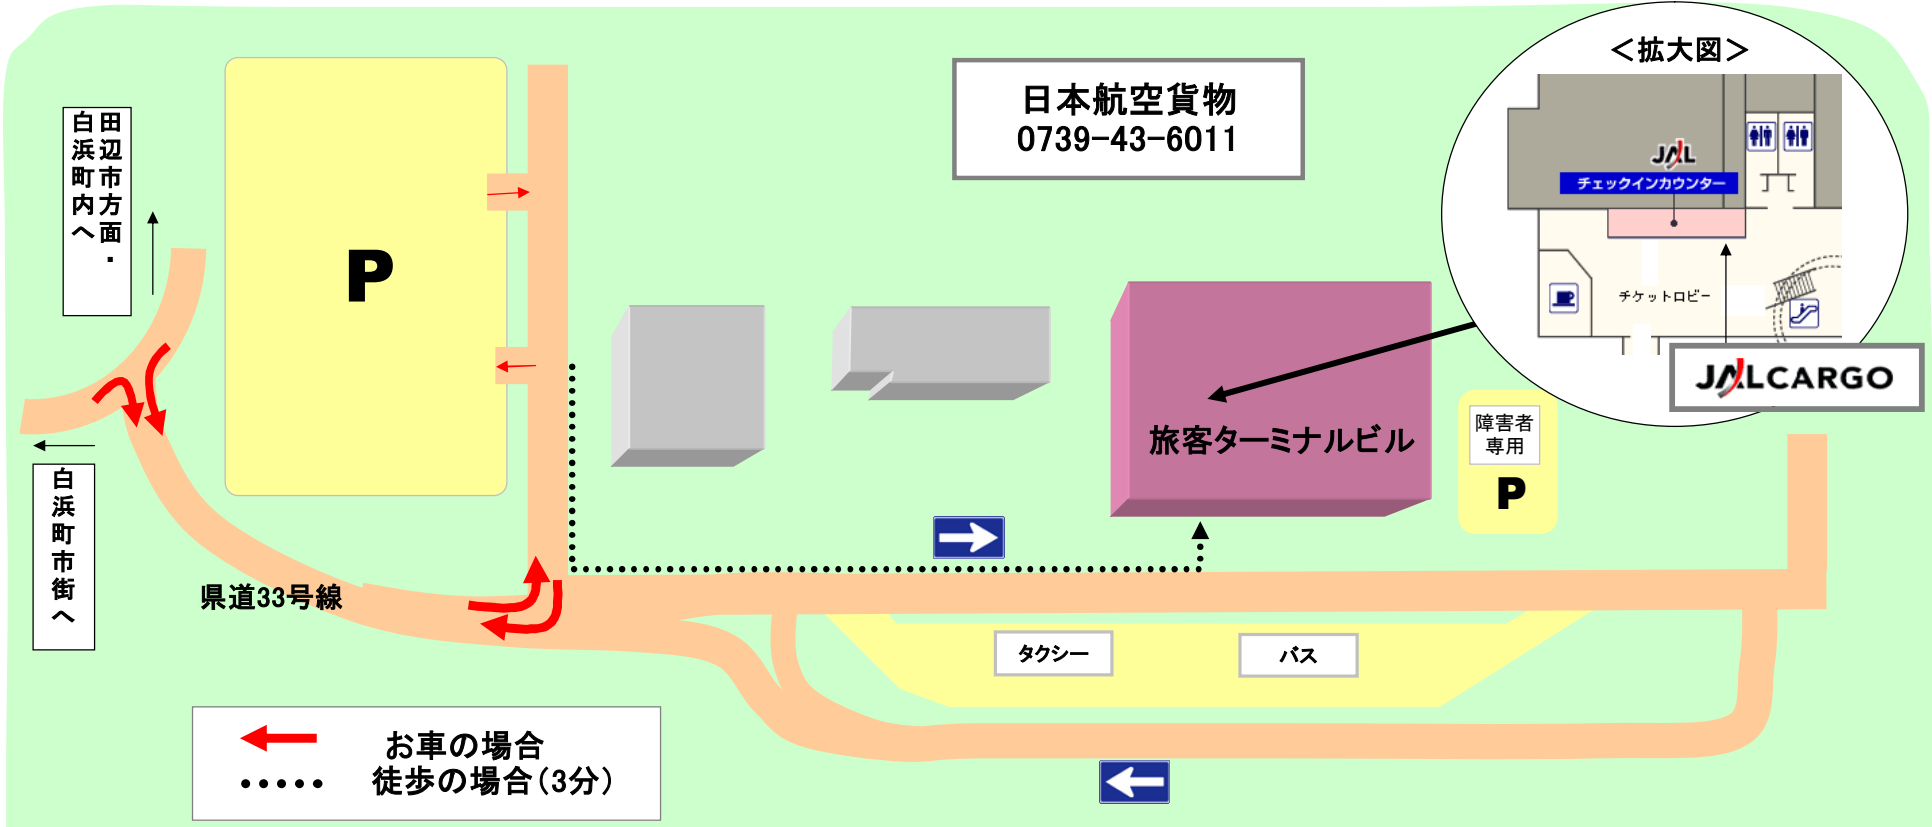 ＜拡大図＞
日本航空貨物
0739-43-6011
JAL
チェックインカウンター
チケットロビー
JALCARGO
田辺市方面・
白浜町内へ
P
旅客ターミナルビル
障害者
専用
P
白浜町市街へ
県道33号線
タクシー
バス
お車の場合
徒歩の場合（3分）